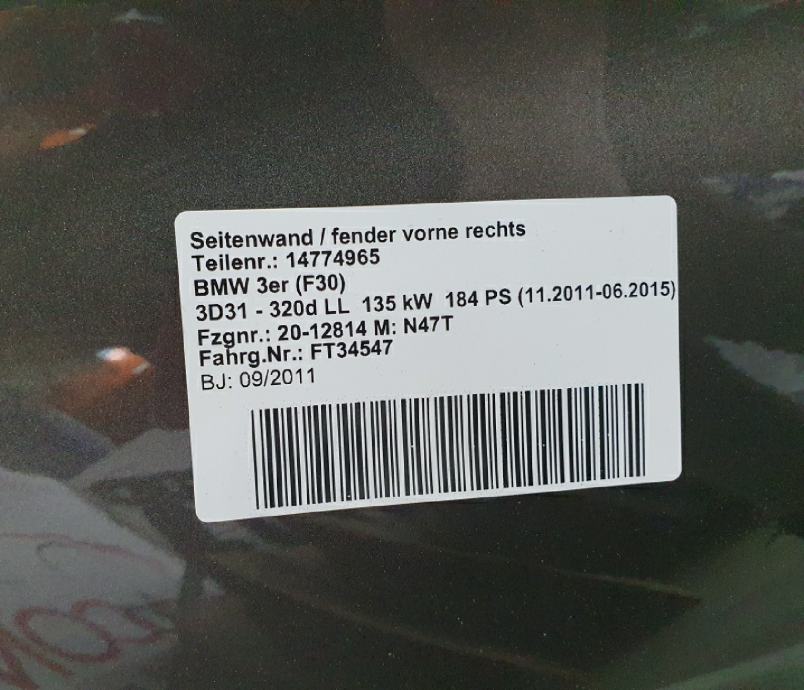 Seitenwand / fender vorne rechts
Teilenr.: 14774965
BMW 3er (F30)
3D31 - 320d LL 135 kW 184 PS (11.2011-06.2015)
Fzgnr.: 20-12814 M: N47T
Fahrg.Nr.: FT34547
BJ: 09/2011